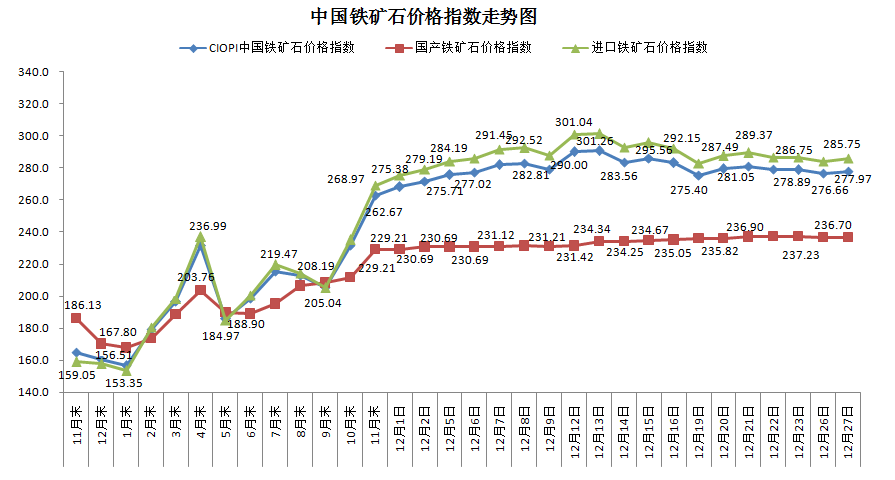 中国铁矿石价格指数走势图
CIOPI中国铁矿石价格指数 国产铁矿石价格指数 进口铁矿石价格指数
340.0
320.0
300.0
280.0
260.0
240.0
220.0
200.0
180.0
160.0
140.0
186.13
159.05
156.51
167.80
153.35
203.76
236.99
184.97
188.90
219.47
208.19
205.04
268.97
262.67
229.21
275.38
229.21
279.19
230.69
284.19
275.71
230.69
277.02
230.69
291.45
231.12
292.52
282.81
231.21
290.00
301.04
231.42
301.26
234.34
283.56
234.25
295.56
234.67
292.15
235.05
275.40
287.49
235.82
281.05
289.37
236.90
278.89
286.75
237.23
276.66
285.75
277.97
236.70
11月末
12月末
1月末
2月末
3月末
4月末
5月末
6月末
7月末
8月末
9月末
10月末
11月末
12月1日
12月2日
12月5日
12月6日
12月7日
12月8日
12月9日
12月12日
12月13日
12月14日
12月15日
12月16日
12月19日
12月20日
12月21日
12月22日
12月23日
12月26日
12月27日